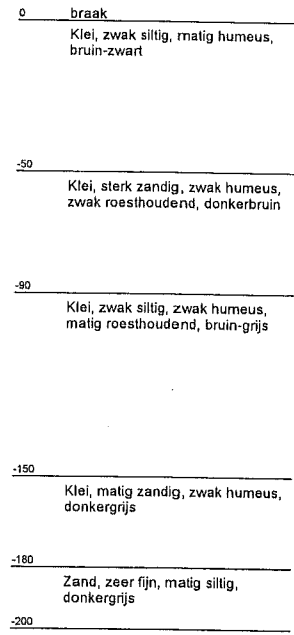 0 braak
Klei, zwak siltig, matig humeus,
bruin-zwart
-50
Klei, sterk zandig, zwak humeus,
zwak roesthoudend, donkerbruin
-90
Klei, zwak siltig, zwak humeus,
matig roesthoudend, bruin-grijs
-150
Klei, matig zandig, zwak humeus,
donkergrijs
-180
Zand, zeer fijn, matig siltig,
donkergrijs
-200